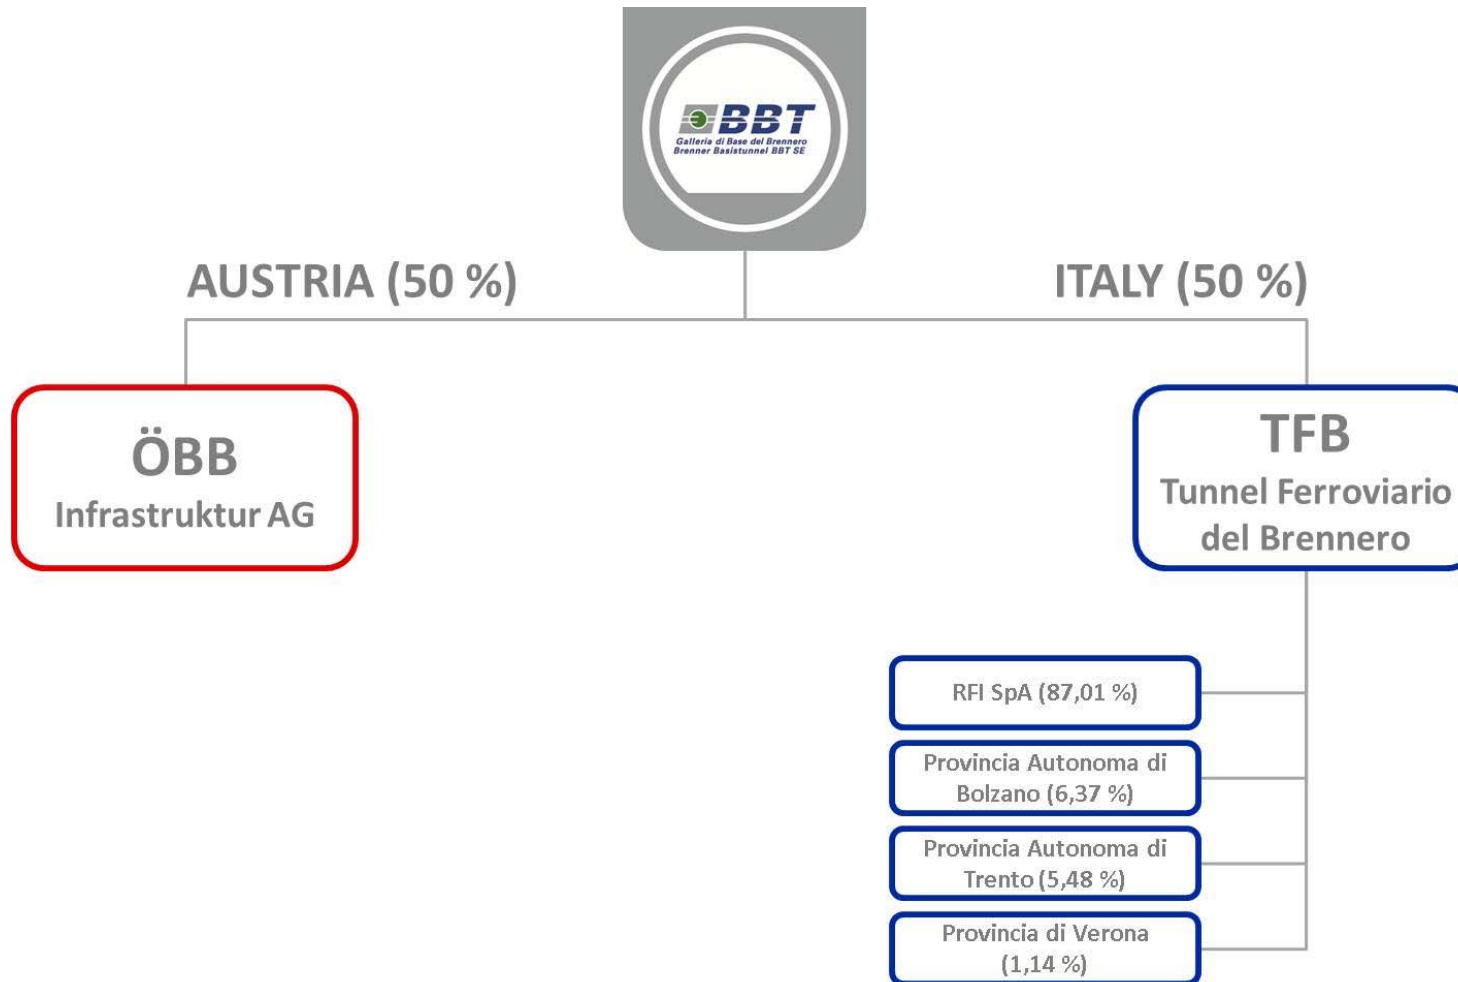 BBT
Galleria di Base del Brennero
Brenner Basistunnel BBT SE
AUSTRIA (50 %)
ITALY (50 %)
ÖBB
Infrastruktur AG
TFB
Tunnel Ferroviario
del Brennero
RFI SpA (87,01 %)
Provincia Autonoma di
Bolzano (6,37 %)
Provincia Autonoma di
Trento (5,48 %)
Provincia di Verona
(1,14 %)